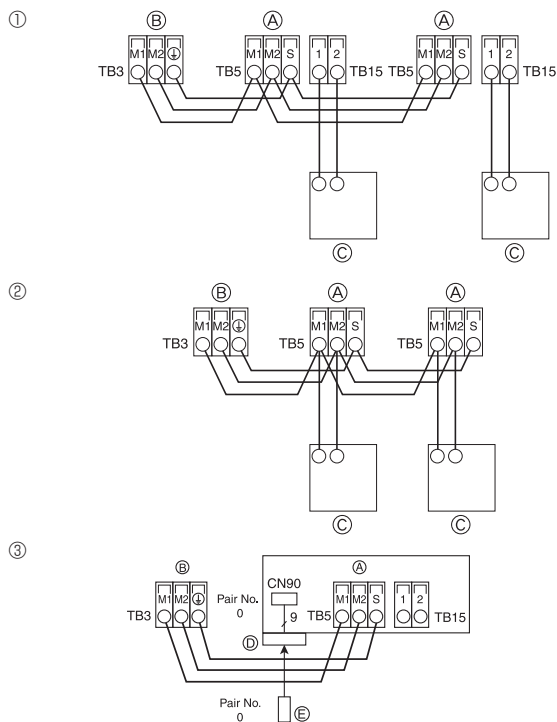 ①
Ⓑ Ⓐ Ⓐ
M1 M2 ⏚ M1 M2 S 1 2 M1 M2 S 1 2
TB3 TB5 TB15 TB5 TB15
Ⓒ Ⓒ
②
Ⓑ Ⓐ Ⓐ
M1 M2 ⏚ M1 M2 S M1 M2 S
TB3 TB5 TB5
Ⓒ Ⓒ
③
Ⓑ Ⓐ
CN90
M1 M2 ⏚ Pair No. M1 M2 S 1 2
TB3 0 9 TB5 TB15
Ⓓ
Pair No.
0 Ⓔ